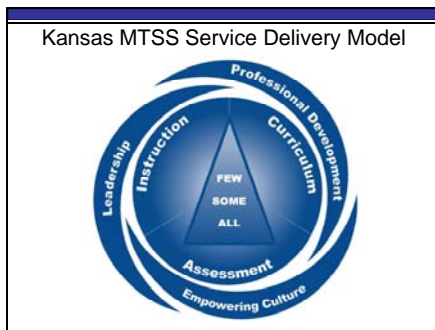 Kansas MTSS Service Delivery Model
Professional Development
Leadership
Instruction
Curriculum
FEW
SOME
ALL
Assessment
Empowering Culture